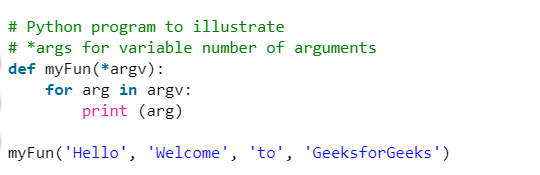 # Python program to illustrate
# *args for variable number of arguments
def myFun(*argv):
    for arg in argv:
        print (arg)

myFun('Hello', 'Welcome', 'to', 'GeeksforGeeks')